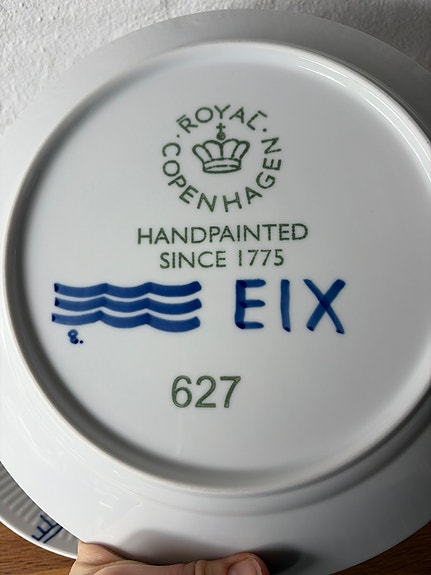 ROYAL COPENHAGEN
HANDPAINTED
SINCE 1775
EIX
8.
627